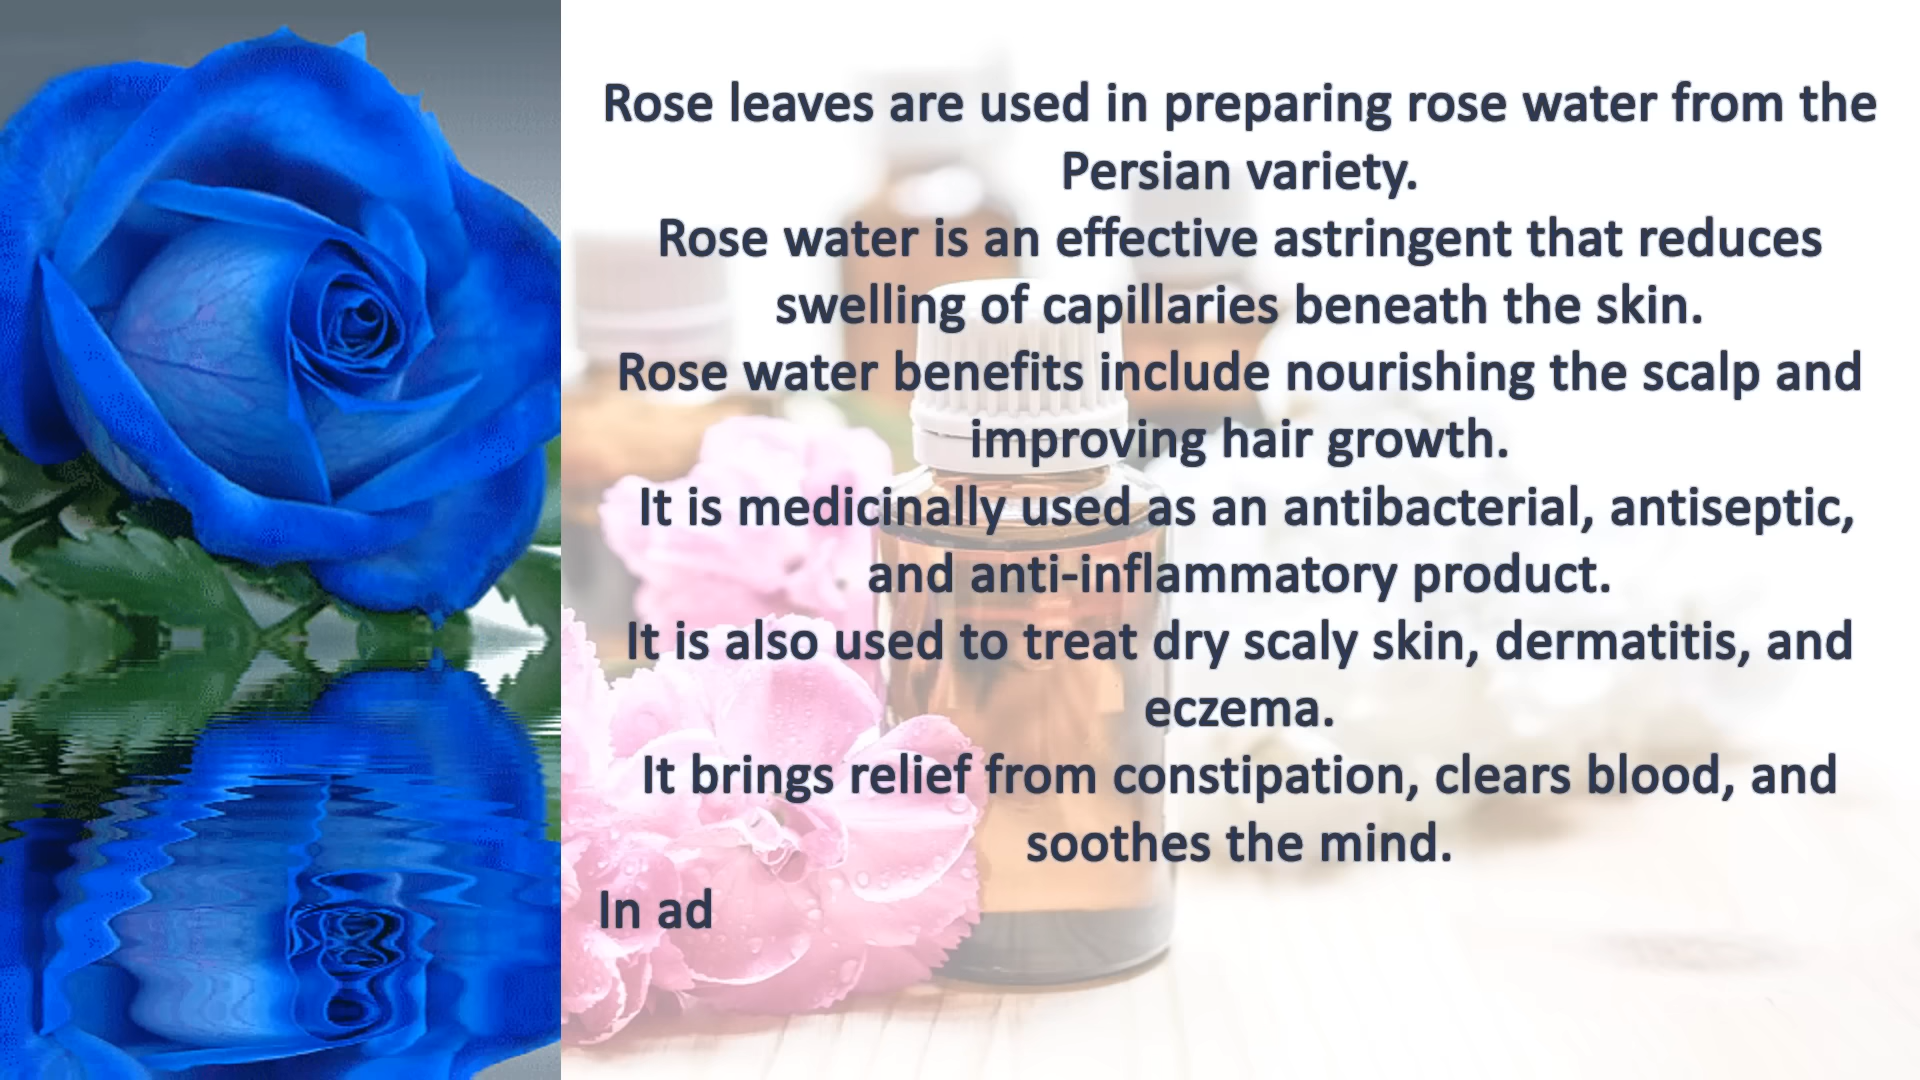 Rose leaves are used in preparing rose water from the
Persian variety.
Rose water is an effective astringent that reduces
swelling of capillaries beneath the skin.
Rose water benefits include nourishing the scalp and
improving hair growth.
It is medicinally used as an antibacterial, antiseptic,
and anti-inflammatory product.
It is also used to treat dry scaly skin, dermatitis, and
eczema.
It brings relief from constipation, clears blood, and
soothes the mind.
In ad